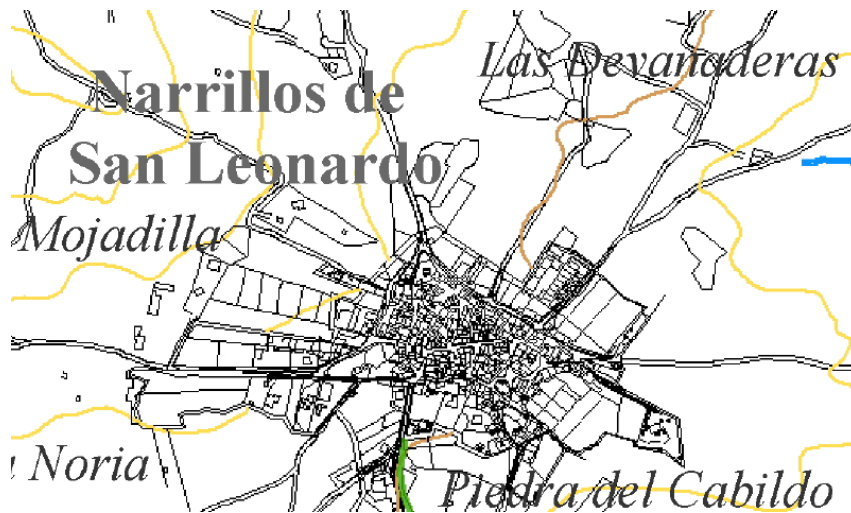 Las Devanaderas
Narrillos de
San Leonardo
Mojadilla
Noria
Piedra del Cabildo